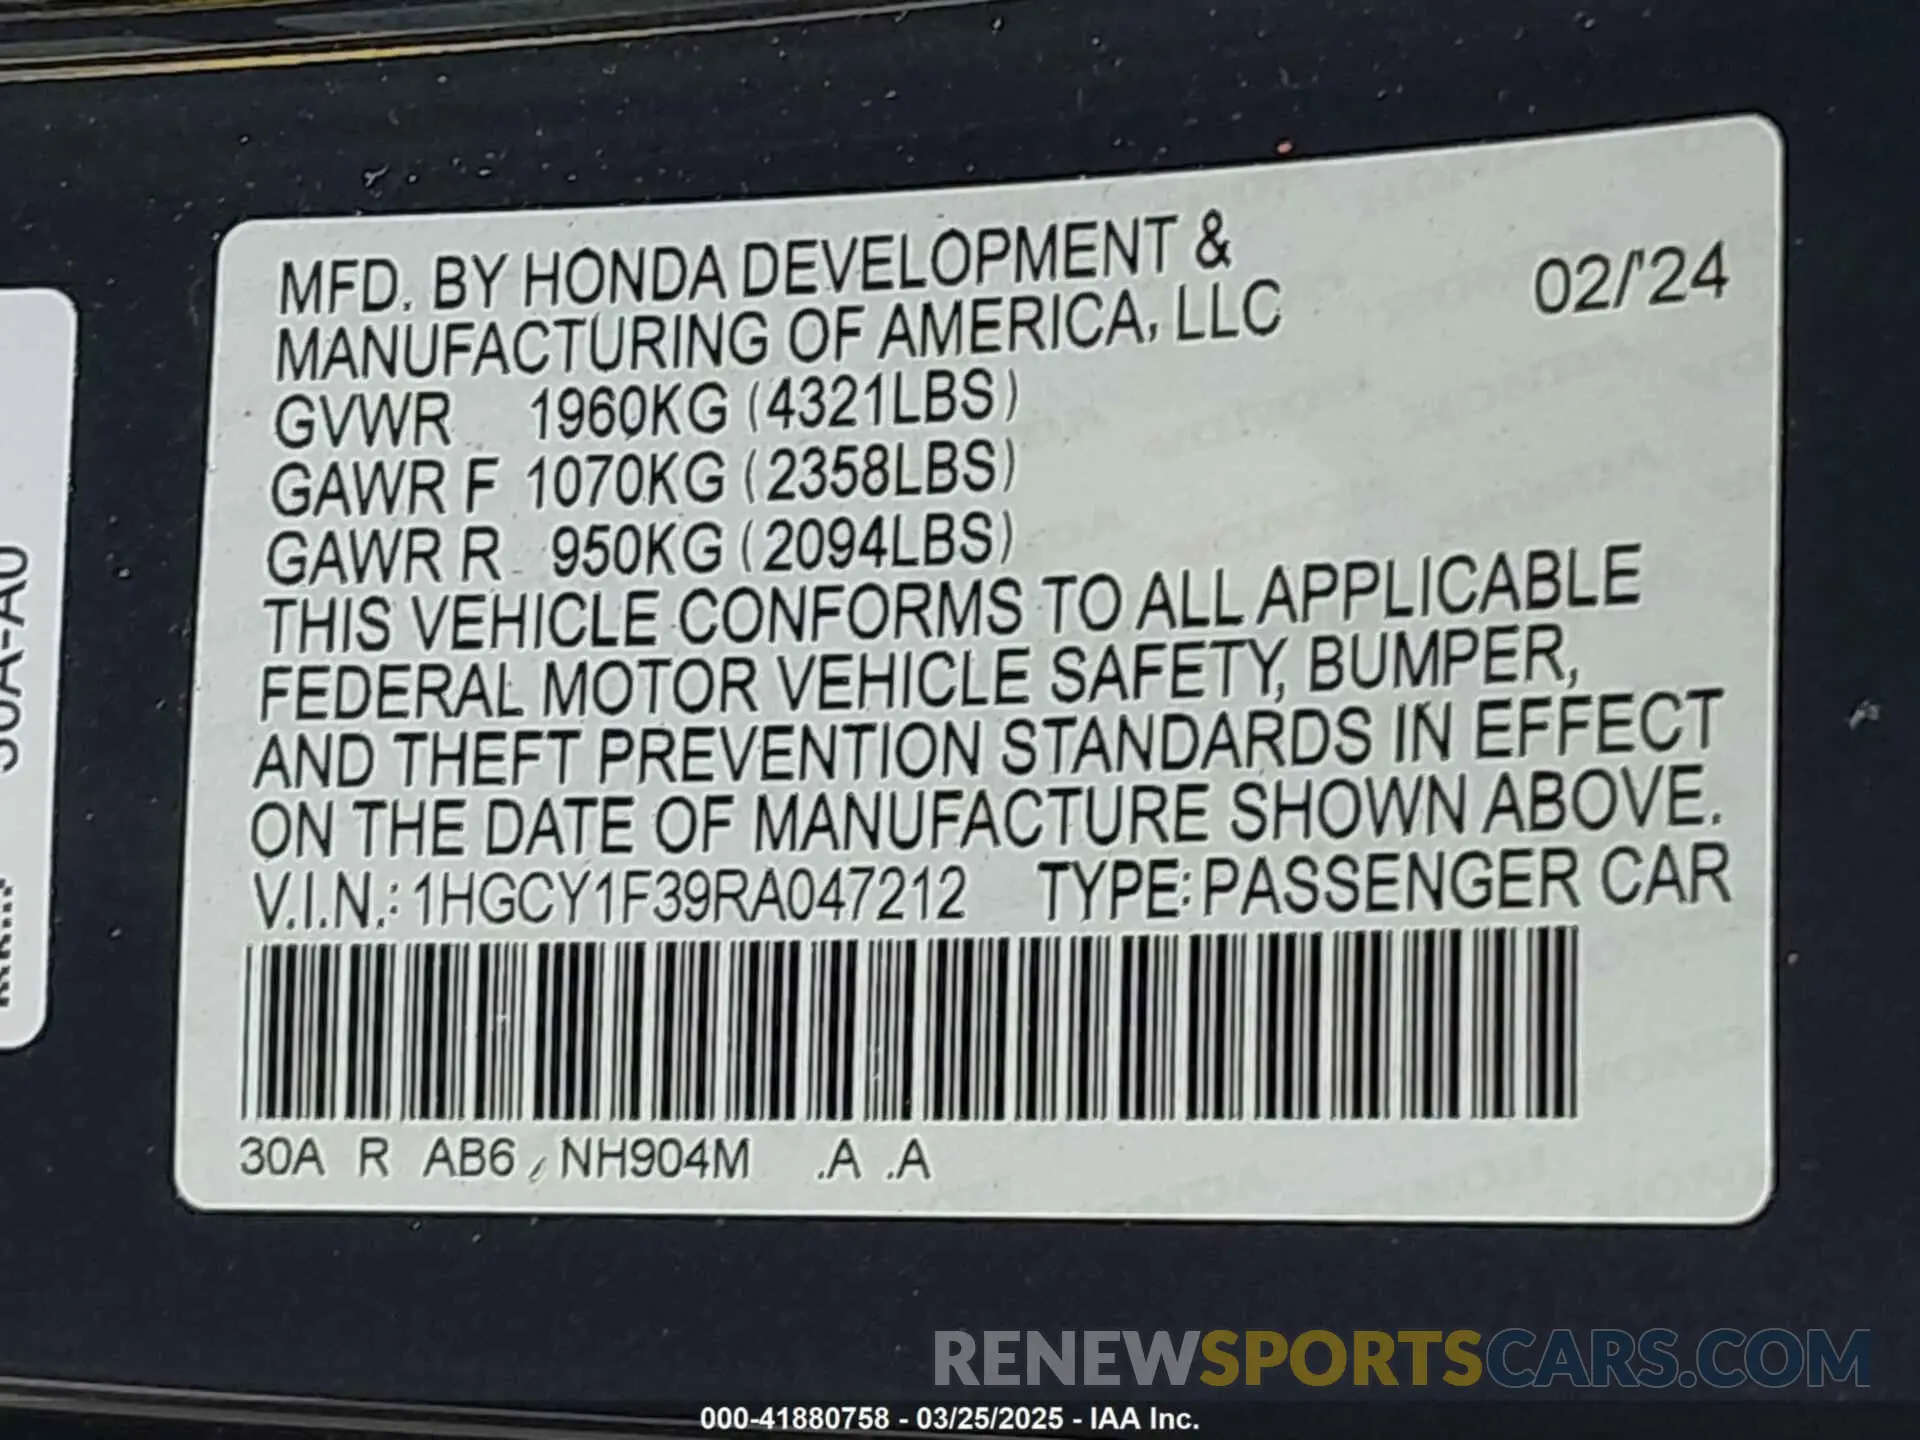 MFD. BY HONDA DEVELOPMENT &
MANUFACTURING OF AMERICA, LLC
02/'24
GVWR 1960KG (4321LBS)
GAWR F 1070KG (2358LBS)
GAWR R 950KG (2094LBS)
THIS VEHICLE CONFORMS TO ALL APPLICABLE
FEDERAL MOTOR VEHICLE SAFETY, BUMPER,
AND THEFT PREVENTION STANDARDS IN EFFECT
ON THE DATE OF MANUFACTURE SHOWN ABOVE.
V.I.N.: 1HGCY1F39RA047212 TYPE: PASSENGER CAR
30A R AB6 NH904M .A .A
30A-A0
RENEWSPORTSCARS.COM
000-41880758 - 03/25/2025 - IAA Inc.